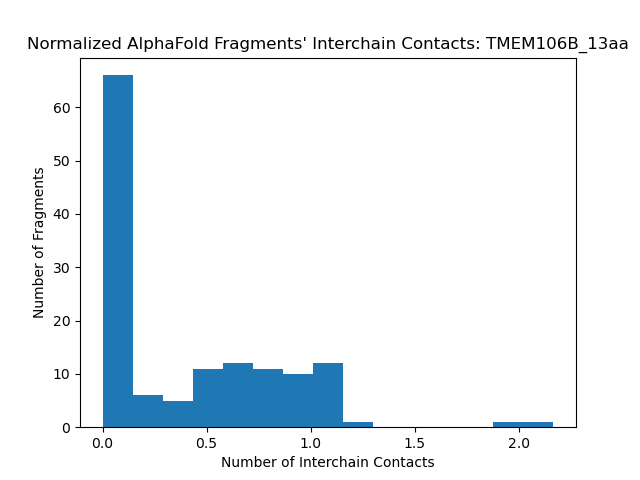 Normalized AlphaFold Fragments' Interchain Contacts: TMEM106B_13aa
60
50
40
30
20
10
0
Number of Fragments
0.0 0.5 1.0 1.5 2.0
Number of Interchain Contacts